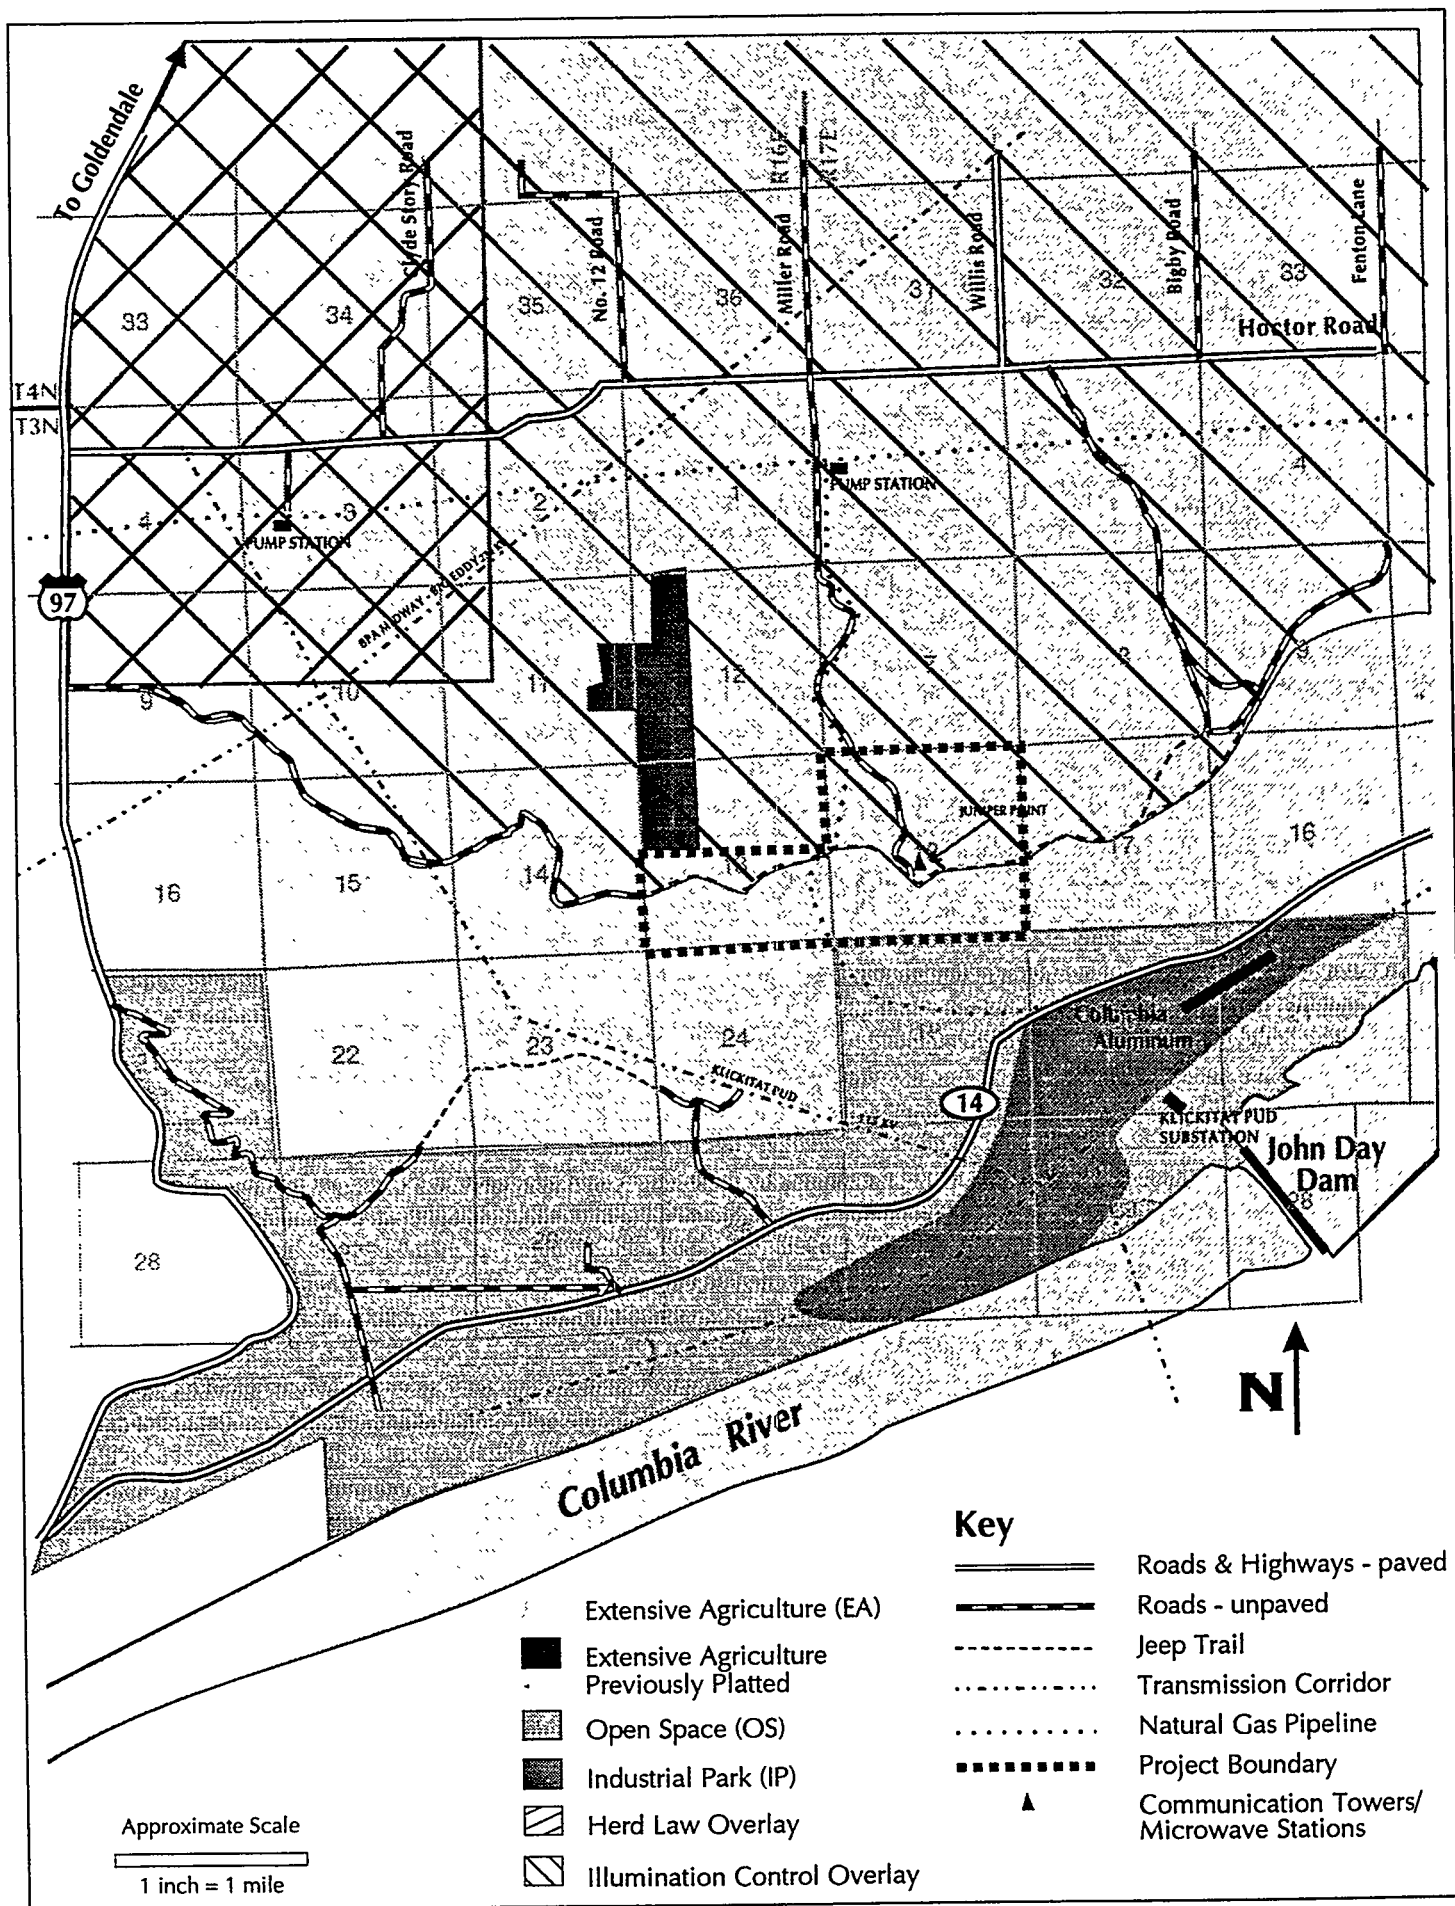 To Goldendale
Clyde Story Road
No. 12 Road
Miller Road
R16E
R17E
Willis Road
Bigby Road
Fenton Lane
33
34
35
36
31
32
33
Hoctor Road
T4N
T3N
4
3
2
1
4
PUMP STATION
PUMP STATION
97
9
10
11
12
9
JUNIPER POINT
16
15
14
17
16
22
23
24
KLICKITAT PUD
115 KV
14
Columbia
Aluminum
KLICKITAT PUD
SUBSTATION
John Day
Dam
28
28
N
Columbia River
Key
Roads & Highways - paved
Roads - unpaved
Jeep Trail
Transmission Corridor
Natural Gas Pipeline
Project Boundary
Communication Towers/
Microwave Stations
Extensive Agriculture (EA)
Extensive Agriculture
Previously Platted
Open Space (OS)
Industrial Park (IP)
Herd Law Overlay
Illumination Control Overlay
Approximate Scale
1 inch = 1 mile